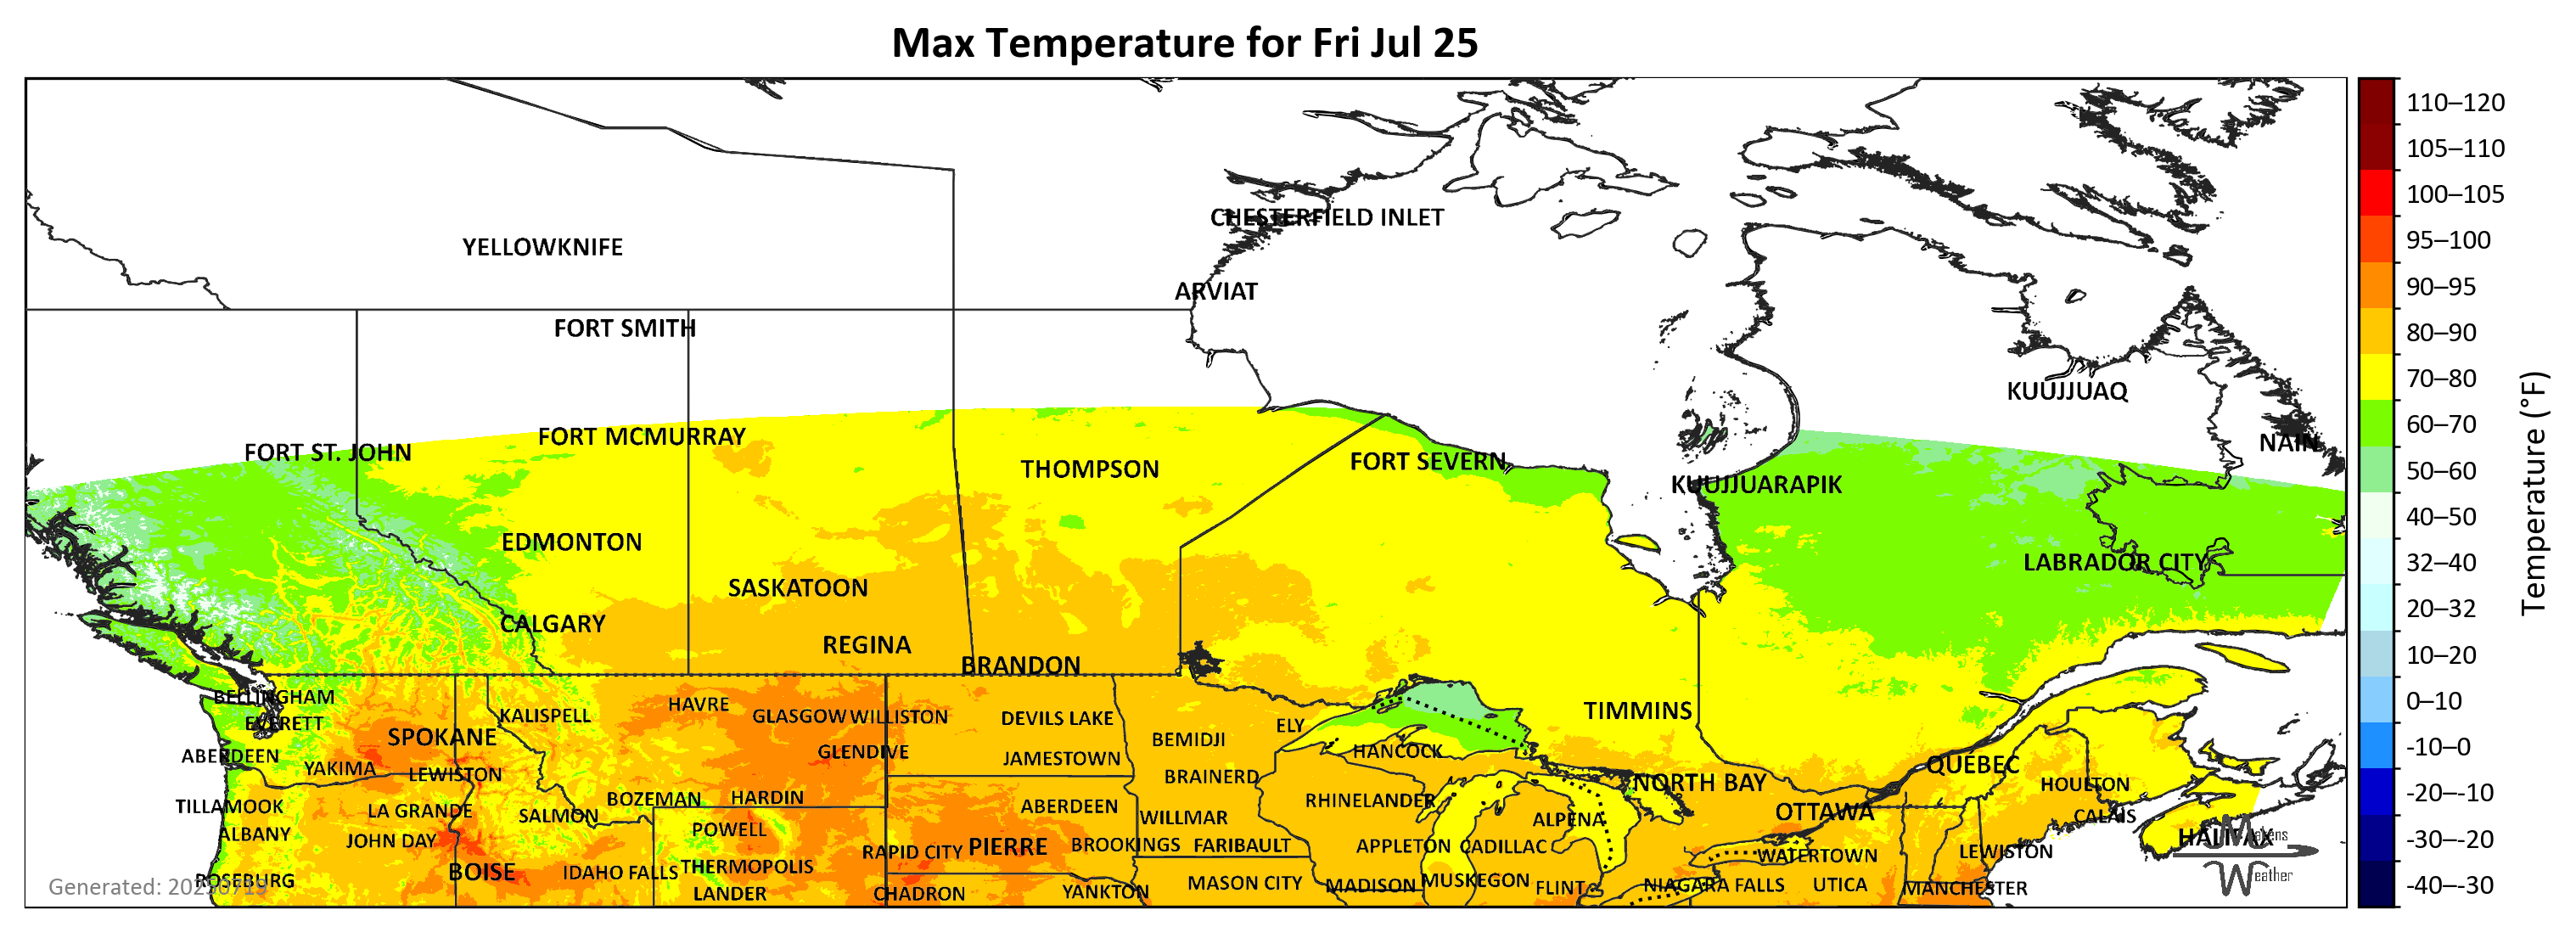 Max Temperature for Fri Jul 25
CHESTERFIELD INLET
YELLOWKNIFE
ARVIAT
FORT SMITH
KUUJJUAQ
FORT MCMURRAY
NAIN
FORT ST. JOHN
THOMPSON
FORT SEVERN
KUUJJUARAPIK
EDMONTON
LABRADOR CITY
SASKATOON
CALGARY
REGINA
BRANDON
BELLINGHAM
HAVRE
KALISPELL
GLASGOW
WILLISTON
DEVILS LAKE
TIMMINS
EVERETT
ELY
SPOKANE
BEMIDJI
GLENDIVE
HANCOCK
ABERDEEN
JAMESTOWN
QUEBEC
YAKIMA
LEWISTON
BRAINERD
NORTH BAY
HOULTON
BOZEMAN
HARDIN
RHINELANDER
TILLAMOOK
LA GRANDE
SALMON
ABERDEEN
WILLMAR
ALPENA
OTTAWA
CALAIS
ALBANY
JOHN DAY
POWELL
RAPID CITY
PIERRE
BROOKINGS
FARIBAULT
APPLETON
CADILLAC
WATERTOWN
LEWISTON
HALIFAX
Makens
Weather
BOISE
IDAHO FALLS
THERMOPOLIS
ROSEBURG
LANDER
CHADRON
YANKTON
MASON CITY
MADISON
MUSKEGON
FLINT
NIAGARA FALLS
UTICA
MANCHESTER
Generated: 20250719
110–120
105–110
100–105
95–100
90–95
80–90
70–80
60–70
50–60
40–50
32–40
20–32
10–20
0–10
-10–0
-20–-10
-30–-20
-40–-30
Temperature (°F)